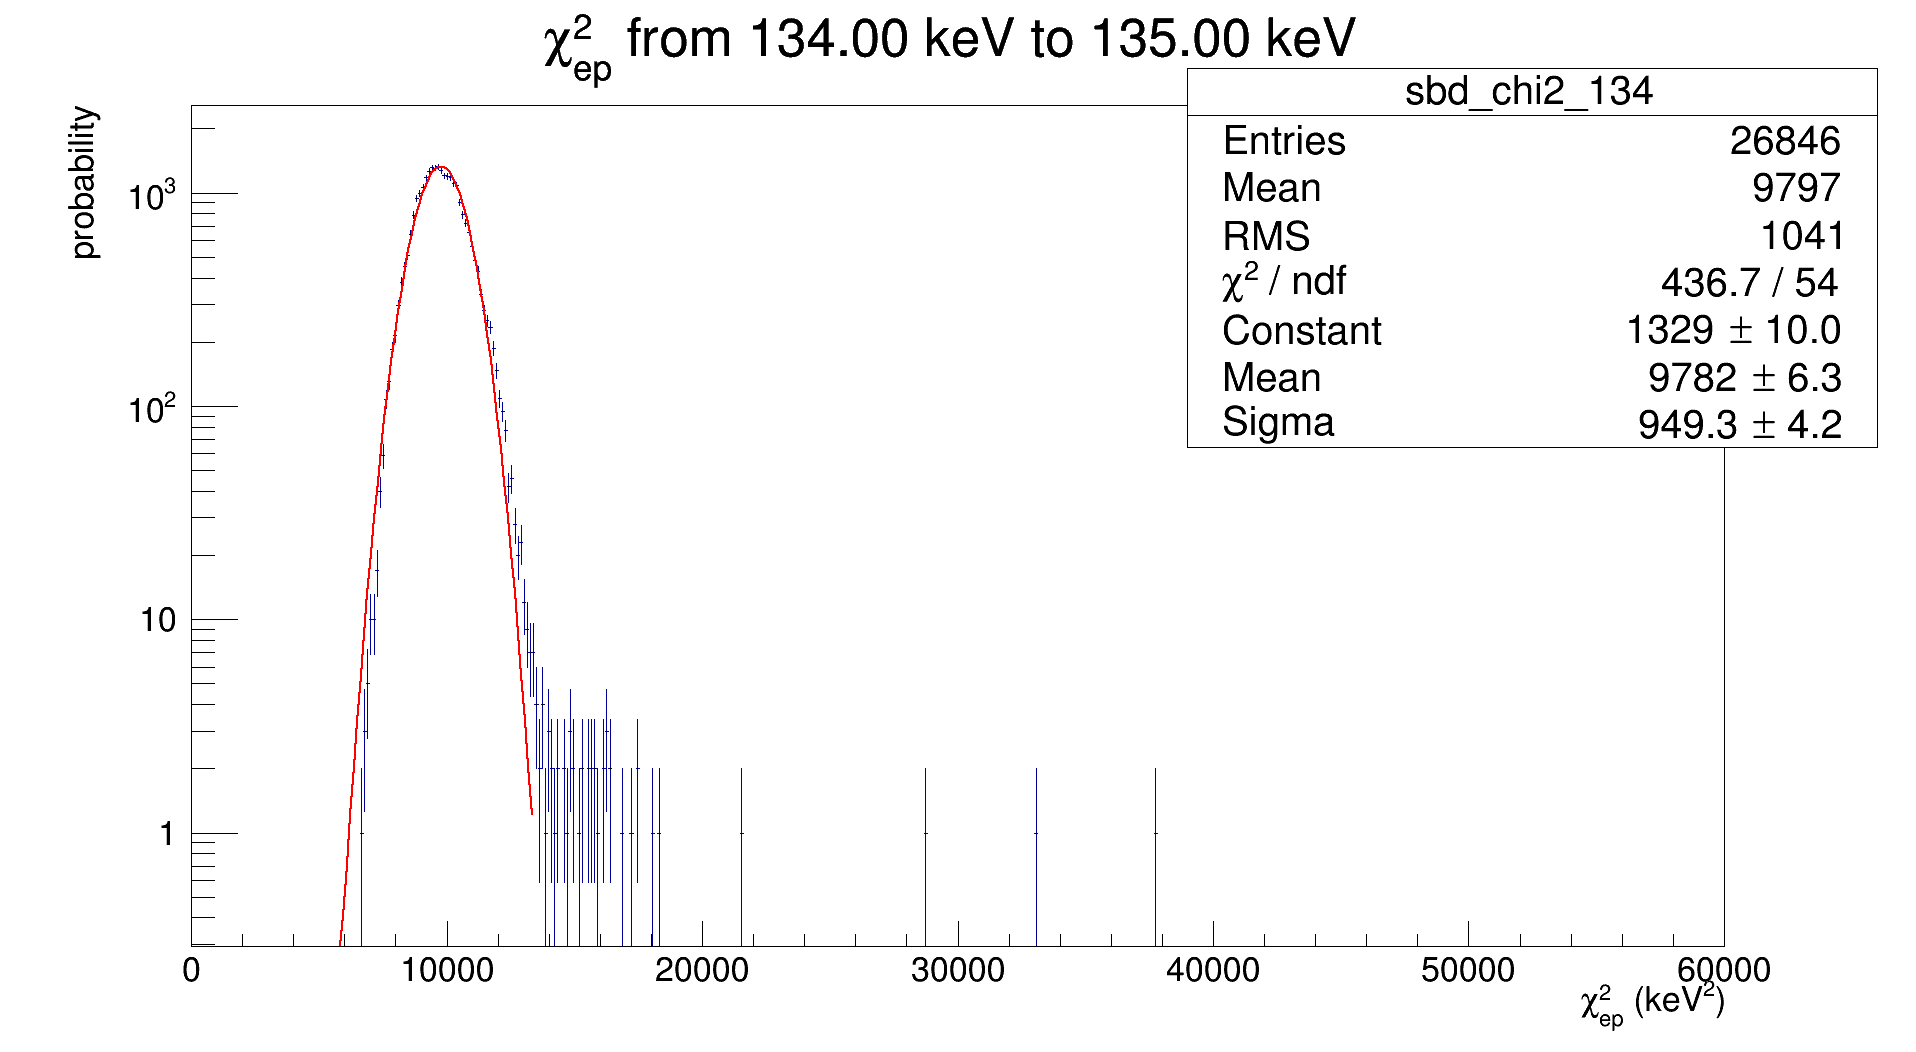 χ²ep from 134.00 keV to 135.00 keV
sbd_chi2_134
Entries 26846
Mean 9797
RMS 1041
χ² / ndf 436.7 / 54
Constant 1329 ± 10.0
Mean 9782 ± 6.3
Sigma 949.3 ± 4.2
probability
10³
10²
10
1
0 10000 20000 30000 40000 50000 60000
χ²ep (keV²)